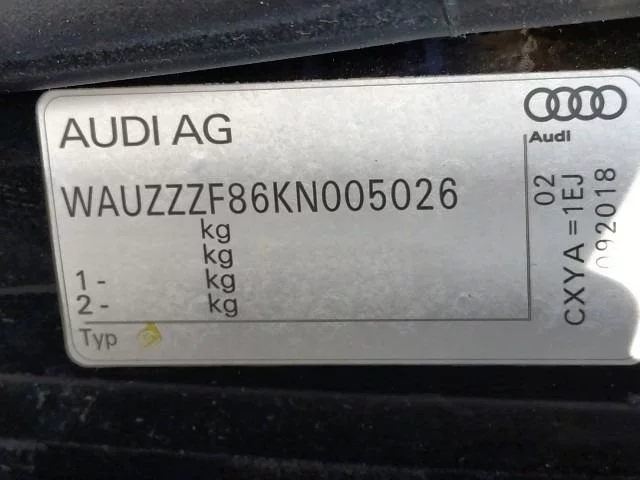 AUDI AG
Audi
WAUZZZF86KN005026
kg
kg
1 - kg
2 - kg
Typ
02
CXYA =1EJ
092018